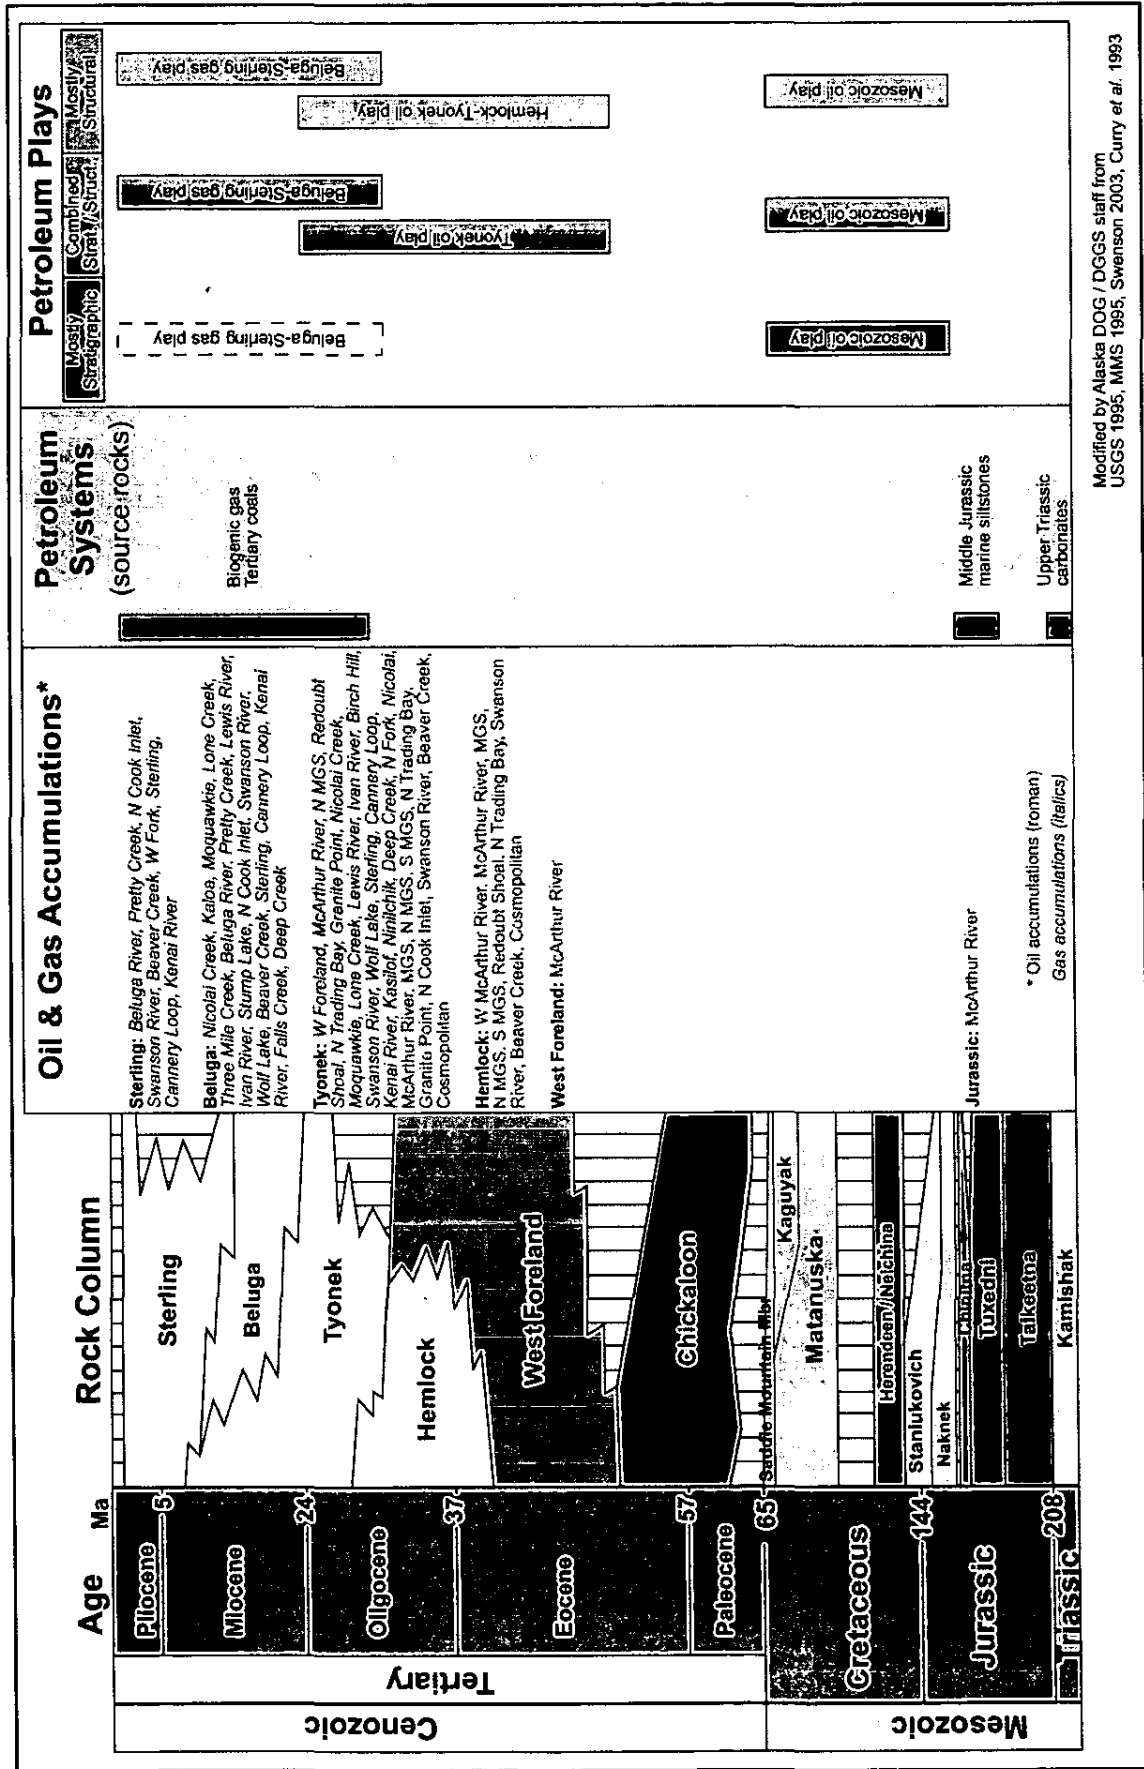 Age
Ma
Rock Column
Oil & Gas Accumulations*
Petroleum
Systems
(source rocks)
Petroleum Plays
Mostly
Stratigraphic
Combined
Strat./Struct.
Mostly
Structural
Cenozoic
Mesozoic
Tertiary
Pliocene
5
Miocene
24
Oligocene
37
Eocene
57
Paleocene
65
Cretaceous
144
Jurassic
208
Triassic
Sterling
Beluga
Tyonek
Hemlock
West Foreland
Chickaloon
Saddle Mountain Mbr
Kaguyak
Matanuska
Herendeen/Nelchina
Staniukovich
Naknek
Chinitna
Tuxedni
Talkeetna
Kamishak
Sterling: Beluga River, Pretty Creek, N Cook Inlet,
Swanson River, Beaver Creek, W Fork, Sterling,
Cannery Loop, Kenai River
Beluga: Nicolai Creek, Kaloa, Moquawkie, Lone Creek,
Three Mile Creek, Beluga River, Pretty Creek, Lewis River,
Ivan River, Stump Lake, N Cook Inlet, Swanson River,
Wolf Lake, Beaver Creek, Sterling, Cannery Loop, Kenai
River, Falls Creek, Deep Creek
Tyonek: W Foreland, McArthur River, N MGS, Redoubt
Shoal, N Trading Bay, Granite Point, Nicolai Creek,
Moquawkie, Lone Creek, Lewis River, Ivan River, Birch Hill,
Swanson River, Wolf Lake, Sterling, Cannery Loop,
Kenai River, Kasilof, Ninilchik, Deep Creek, N Fork, Nicolai,
McArthur River, MGS, N MGS, S MGS, N Trading Bay,
Granite Point, N Cook Inlet, Swanson River, Beaver Creek,
Cosmopolitan
Hemlock: W McArthur River, McArthur River, MGS,
N MGS, S MGS, Redoubt Shoal, N Trading Bay, Swanson
River, Beaver Creek, Cosmopolitan
West Foreland: McArthur River
Jurassic: McArthur River
* Oil accumulations (roman)
Gas accumulations (italics)
Biogenic gas
Tertiary coals
Middle Jurassic
marine siltstones
Upper Triassic
carbonates
Beluga-Sterling gas play
Mesozoic oil play
Beluga-Sterling gas play
Tyonek oil play
Mesozoic oil play
Beluga-Sterling gas play
Hemlock-Tyonek oil play
Mesozoic oil play
Modified by Alaska DOG / DGGS staff from
USGS 1995, MMS 1995, Swenson 2003, Curry et al. 1993